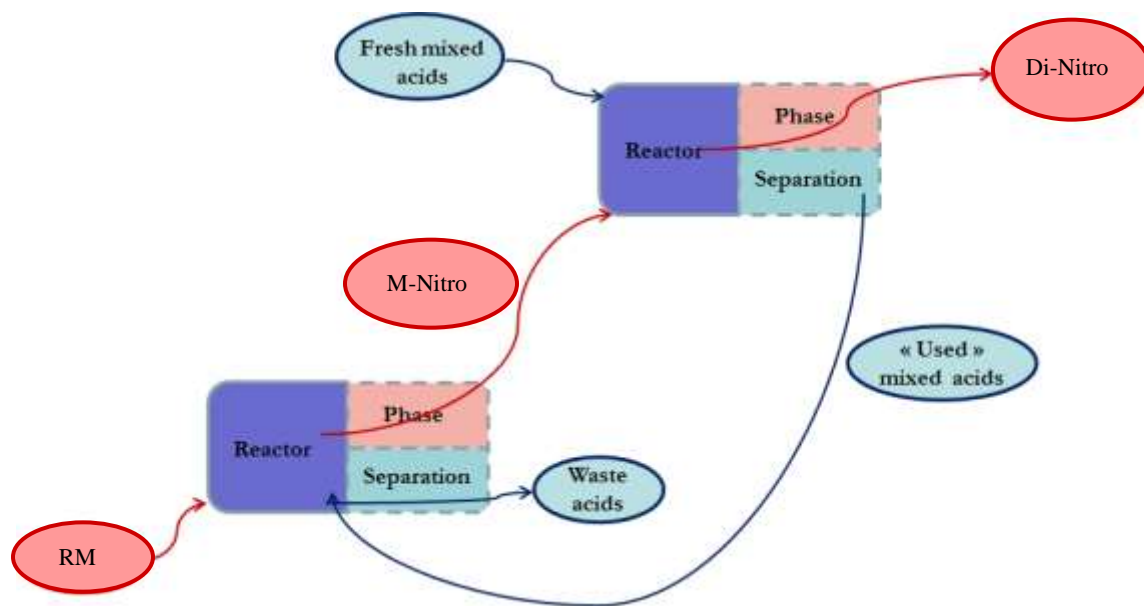 Fresh mixed
acids
Di-Nitro
Phase
Reactor
Separation
M-Nitro
« Used »
mixed acids
Phase
Reactor
Separation
Waste
acids
RM